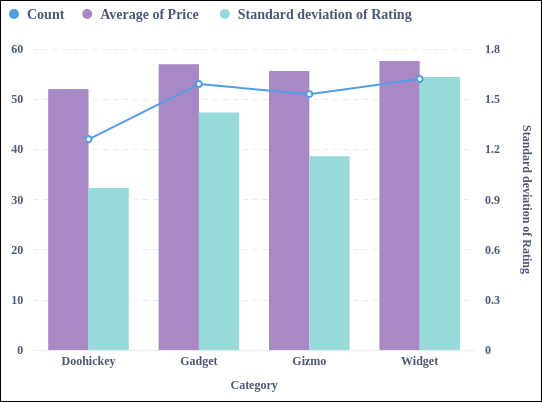 Count Average of Price Standard deviation of Rating
60 1.8
50 1.5
40 1.2
30 0.9
20 0.6
10 0.3
0 0
Standard deviation of Rating
Doohickey Gadget Gizmo Widget
Category